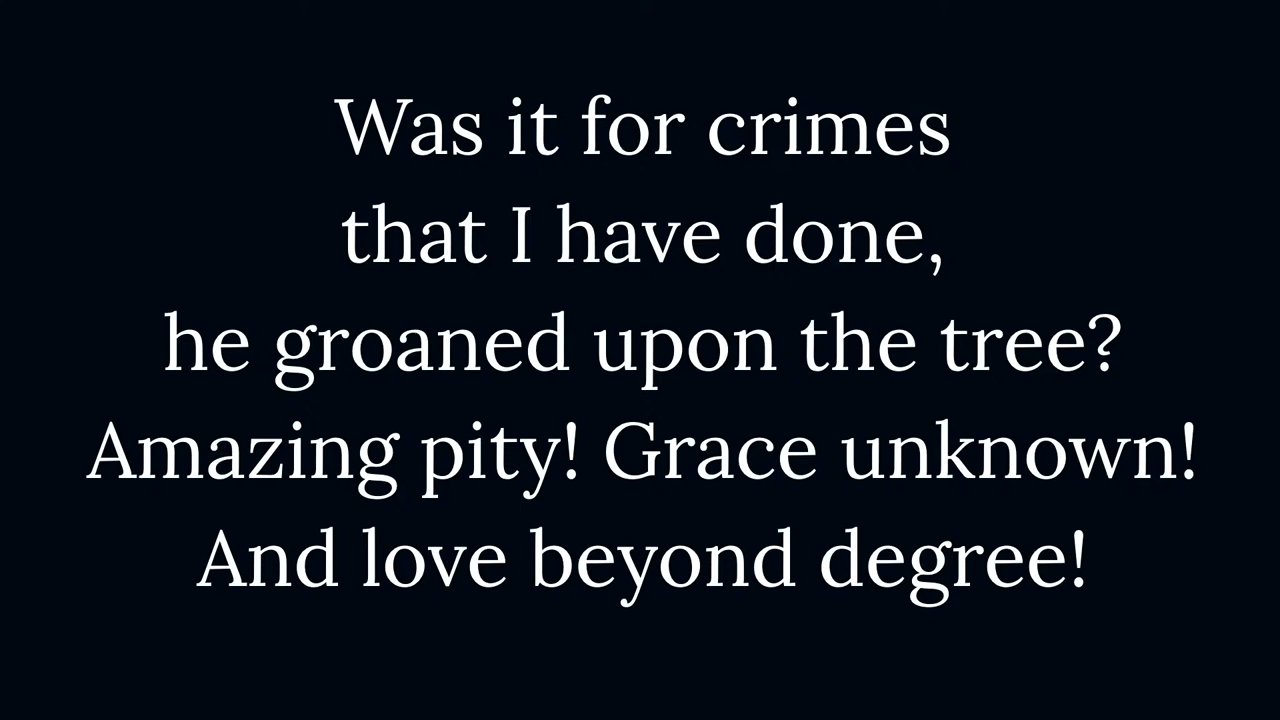 Was it for crimes
that I have done,
he groaned upon the tree?
Amazing pity! Grace unknown!
And love beyond degree!